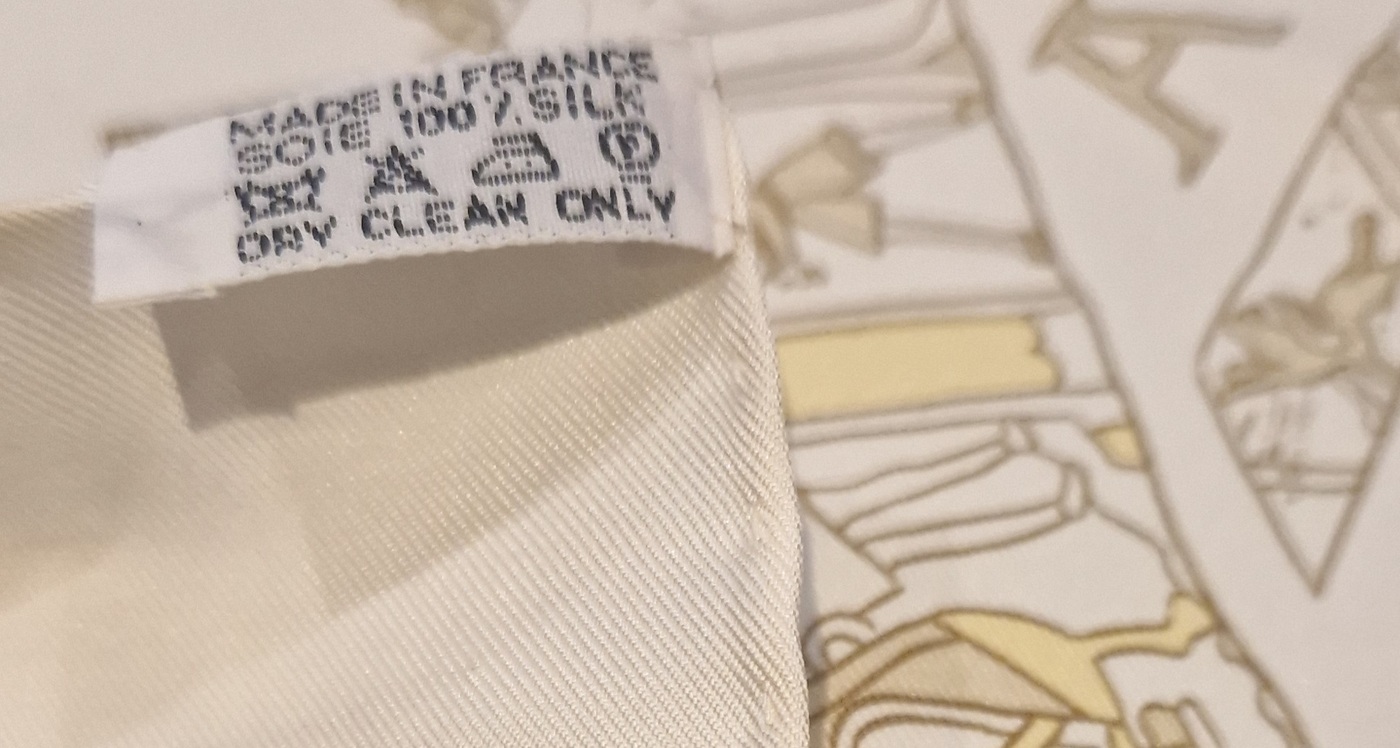 MADE IN FRANCE
SOIE 100 % SILK
P
DRY CLEAN ONLY